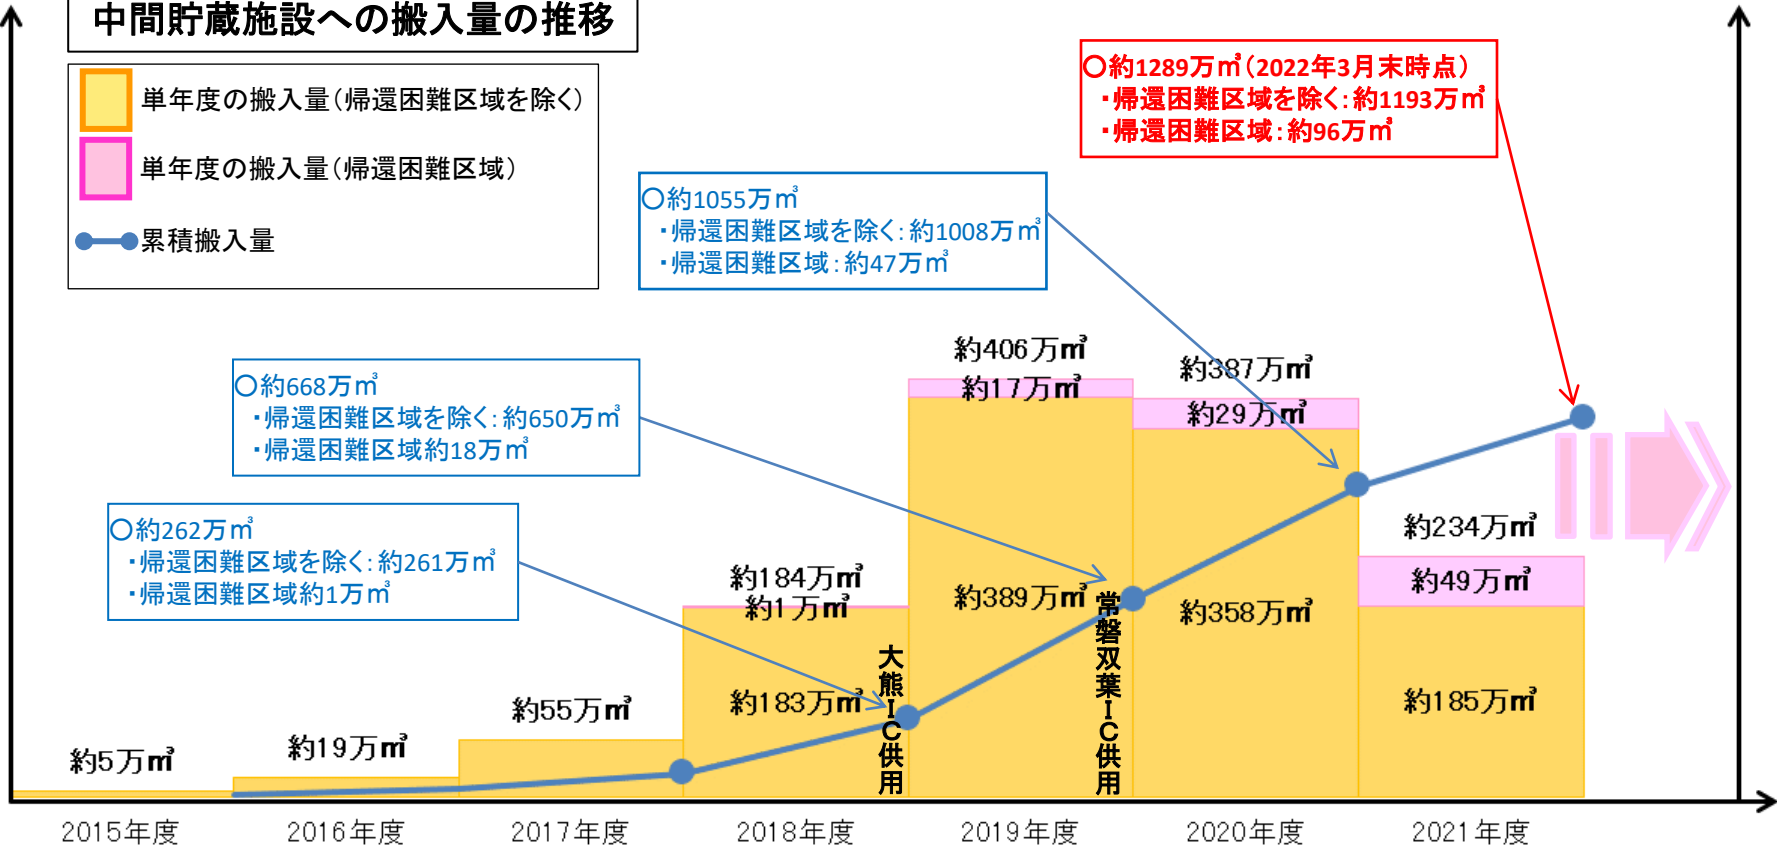 中間貯蔵施設への搬入量の推移
単年度の搬入量(帰還困難区域を除く)
単年度の搬入量(帰還困難区域)
累積搬入量
〇約1289万㎥(2022年3月末時点)
・帰還困難区域を除く:約1193万㎥
・帰還困難区域:約96万㎥
〇約1055万㎥
・帰還困難区域を除く:約1008万㎥
・帰還困難区域:約47万㎥
〇約668万㎥
・帰還困難区域を除く:約650万㎥
・帰還困難区域約18万㎥
〇約262万㎥
・帰還困難区域を除く:約261万㎥
・帰還困難区域約1万㎥
約5万㎥
約19万㎥
約55万㎥
約184万㎥
約1万㎥
約183万㎥
大熊IC供用
約406万㎥
約17万㎥
約389万㎥
常磐双葉IC供用
約387万㎥
約29万㎥
約358万㎥
約234万㎥
約49万㎥
約185万㎥
2015年度
2016年度
2017年度
2018年度
2019年度
2020年度
2021年度